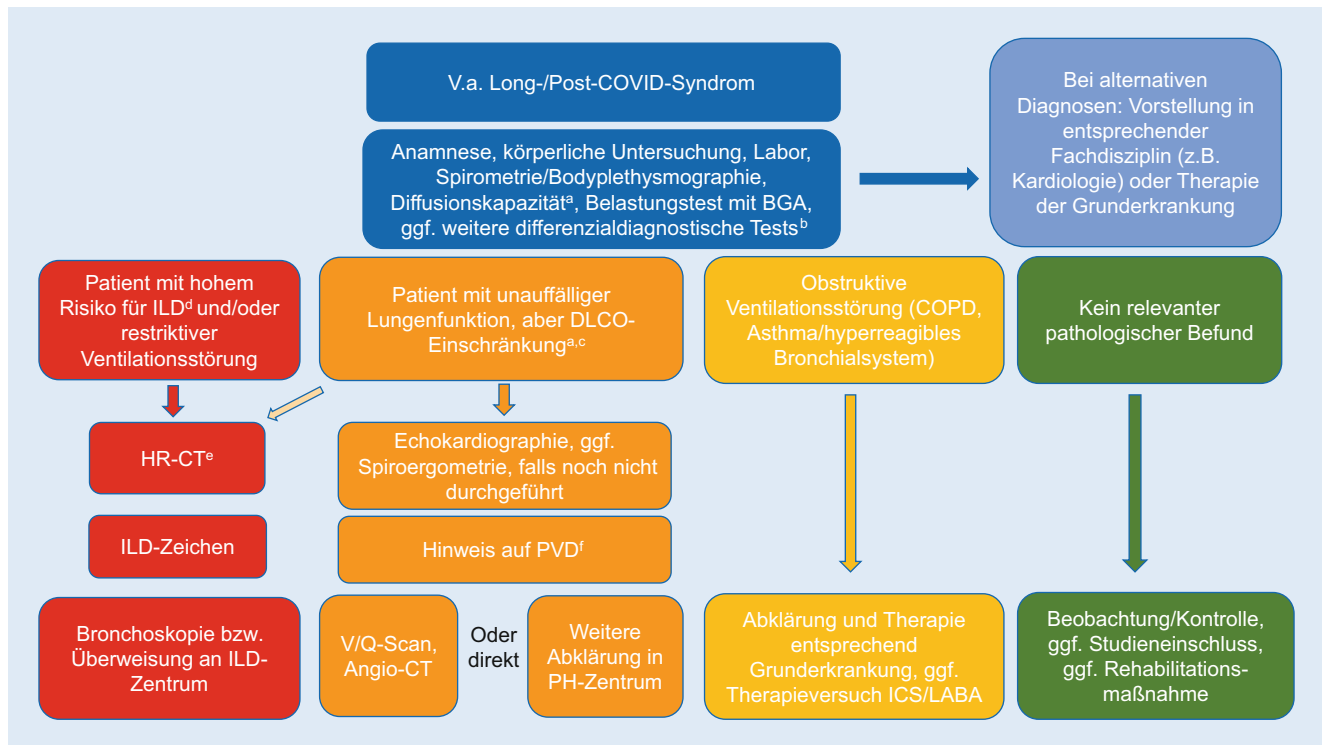 V.a. Long-/Post-COVID-Syndrom
Anamnese, körperliche Untersuchung, Labor,
Spirometrie/Bodyplethysmographie,
Diffusionskapazitätᵃ, Belastungstest mit BGA,
ggf. weitere differenzialdiagnostische Testsᵇ
Bei alternativen
Diagnosen: Vorstellung in
entsprechender
Fachdisziplin (z.B.
Kardiologie) oder Therapie
der Grunderkrankung
Patient mit hohem
Risiko für ILDᵈ und/oder
restriktiver
Ventilationsstörung
Patient mit unauffälliger
Lungenfunktion, aber DLCO-
Einschränkungᵃ,ᶜ
Obstruktive
Ventilationsstörung (COPD,
Asthma/hyperreagibles
Bronchialsystem)
Kein relevanter
pathologischer Befund
HR-CTᵉ
Echokardiographie, ggf.
Spiroergometrie, falls noch nicht
durchgeführt
ILD-Zeichen
Hinweis auf PVDᶠ
Bronchoskopie bzw.
Überweisung an ILD-
Zentrum
V/Q-Scan,
Angio-CT
Oder
direkt
Weitere
Abklärung in
PH-Zentrum
Abklärung und Therapie
entsprechend
Grunderkrankung, ggf.
Therapieversuch ICS/LABA
Beobachtung/Kontrolle,
ggf. Studieneinschluss,
ggf. Rehabilitations-
maßnahme